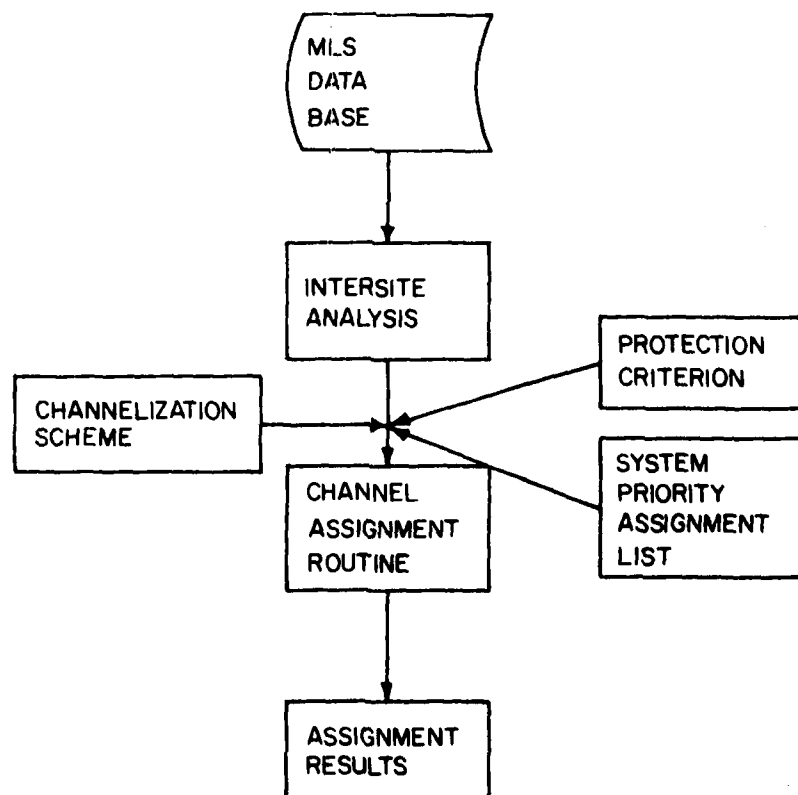 MLS
DATA
BASE
INTERSITE
ANALYSIS
PROTECTION
CRITERION
CHANNELIZATION
SCHEME
SYSTEM
PRIORITY
ASSIGNMENT
LIST
CHANNEL
ASSIGNMENT
ROUTINE
ASSIGNMENT
RESULTS